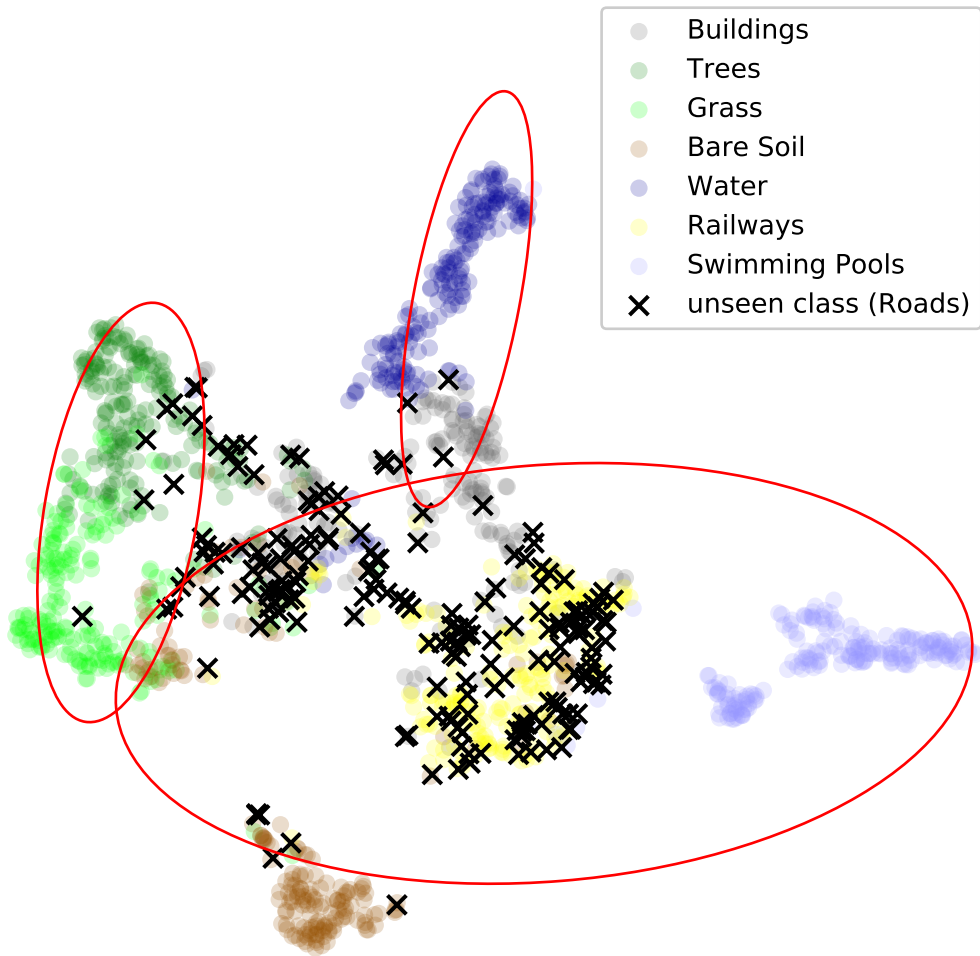 Buildings
Trees
Grass
Bare Soil
Water
Railways
Swimming Pools
unseen class (Roads)